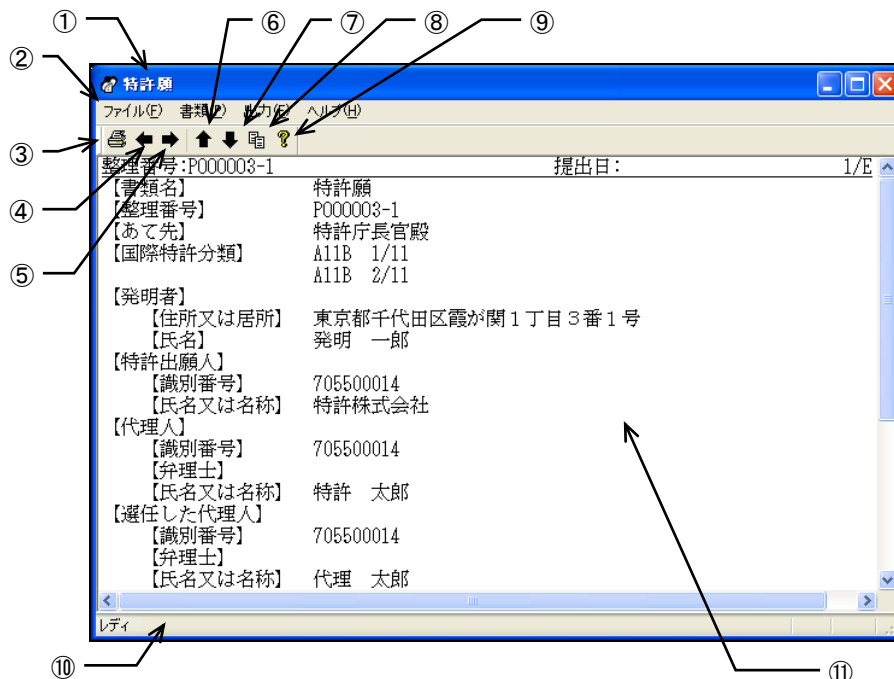 ① ⑥ ⑦ ⑧ ⑨
②
特許願
ファイル(F) 書類(P) 出力(E) ヘルプ(H)
③
整理番号:P000003-1 提出日: 1/E
④
⑤
【書類名】 特許願
【整理番号】 P000003-1
【あて先】 特許庁長官殿
【国際特許分類】 A11B 1/11
A11B 2/11
【発明者】
【住所又は居所】 東京都千代田区霞が関1丁目3番1号
【氏名】 発明 一郎
【特許出願人】
【識別番号】 705500014
【氏名又は名称】 特許株式会社
【代理人】
【識別番号】 705500014
【弁理士】
【氏名又は名称】 特許 太郎
【選任した代理人】
【識別番号】 705500014
【弁理士】
【氏名又は名称】 代理 太郎
レディ
⑩ ⑪